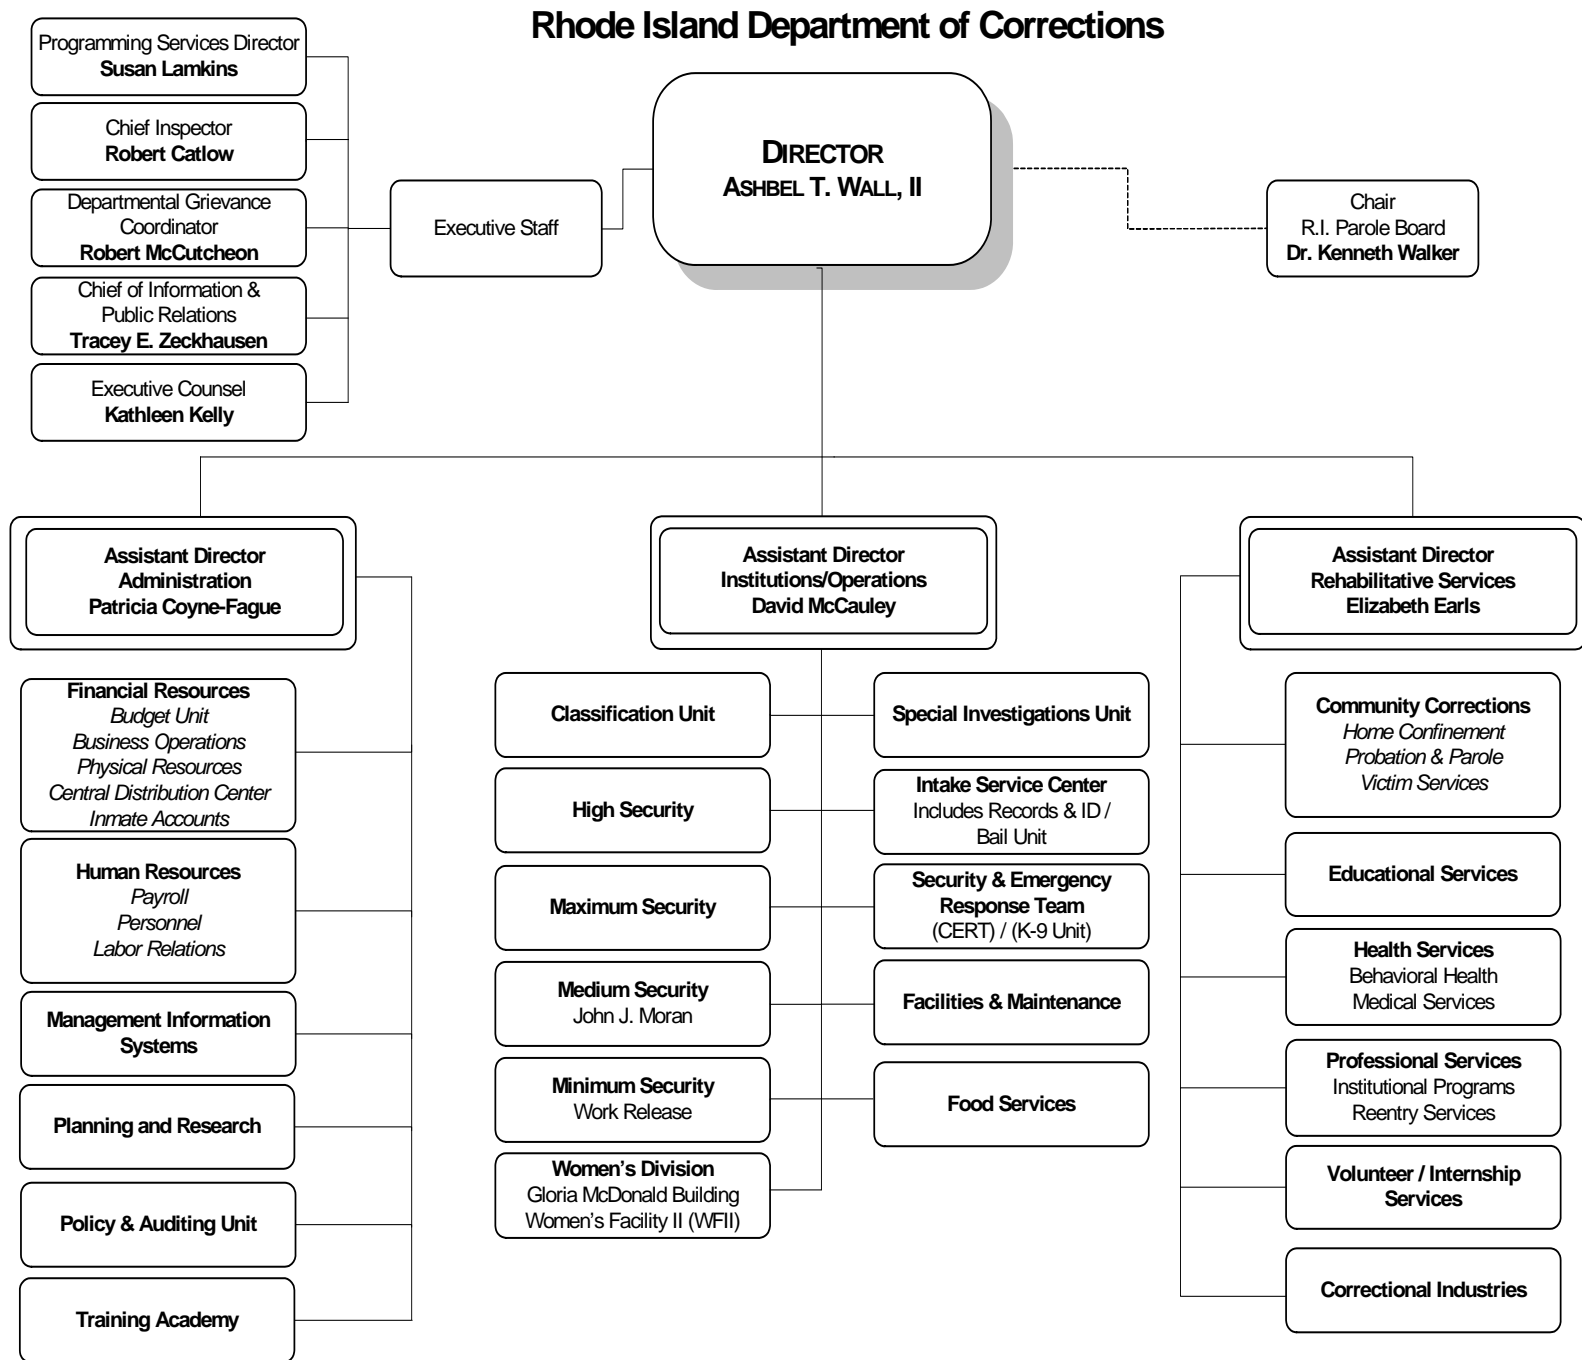 Rhode Island Department of Corrections
Programming Services Director
Susan Lamkins
Chief Inspector
Robert Catlow
Departmental Grievance
Coordinator
Robert McCutcheon
Chief of Information &
Public Relations
Tracey E. Zeckhausen
Executive Counsel
Kathleen Kelly
Executive Staff
DIRECTOR
ASHBEL T. WALL, II
Chair
R.I. Parole Board
Dr. Kenneth Walker
Assistant Director
Administration
Patricia Coyne-Fague
Financial Resources
Budget Unit
Business Operations
Physical Resources
Central Distribution Center
Inmate Accounts
Human Resources
Payroll
Personnel
Labor Relations
Management Information
Systems
Planning and Research
Policy & Auditing Unit
Training Academy
Assistant Director
Institutions/Operations
David McCauley
Classification Unit
High Security
Maximum Security
Medium Security
John J. Moran
Minimum Security
Work Release
Women's Division
Gloria McDonald Building
Women's Facility II (WFII)
Special Investigations Unit
Intake Service Center
Includes Records & ID /
Bail Unit
Security & Emergency
Response Team
(CERT) / (K-9 Unit)
Facilities & Maintenance
Food Services
Assistant Director
Rehabilitative Services
Elizabeth Earls
Community Corrections
Home Confinement
Probation & Parole
Victim Services
Educational Services
Health Services
Behavioral Health
Medical Services
Professional Services
Institutional Programs
Reentry Services
Volunteer / Internship
Services
Correctional Industries